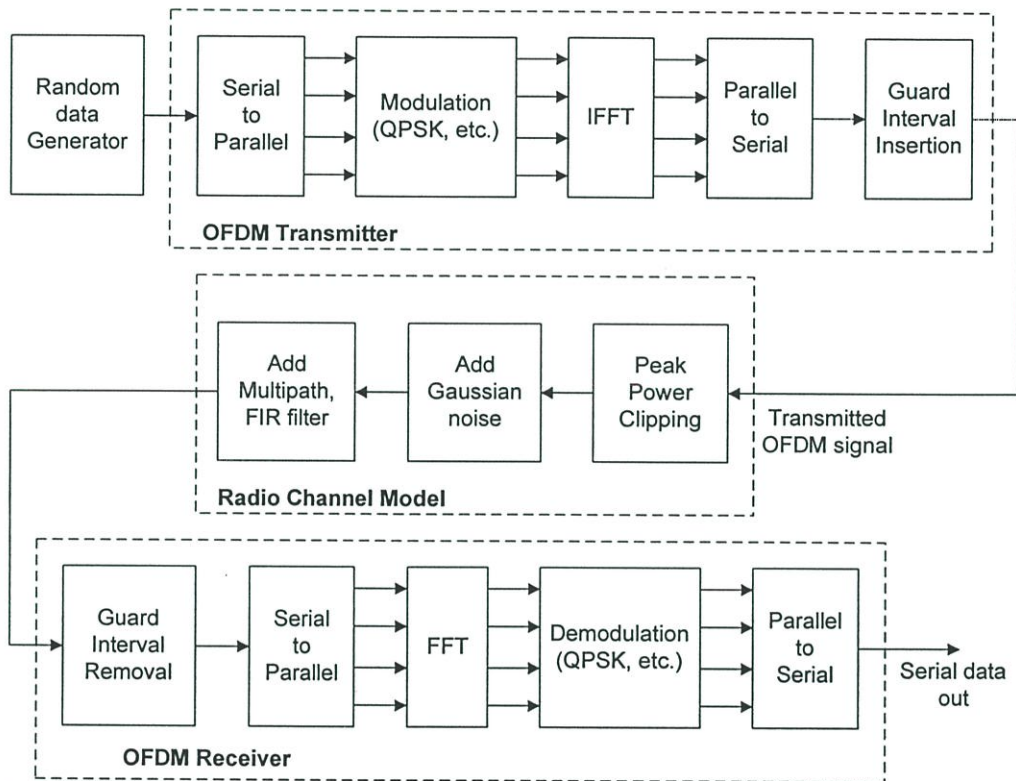 Random
data
Generator
Serial
to
Parallel
Modulation
(QPSK, etc.)
IFFT
Parallel
to
Serial
Guard
Interval
Insertion
OFDM Transmitter
Add
Multipath,
FIR filter
Add
Gaussian
noise
Peak
Power
Clipping
Transmitted
OFDM signal
Radio Channel Model
Guard
Interval
Removal
Serial
to
Parallel
FFT
Demodulation
(QPSK, etc.)
Parallel
to
Serial
Serial data
out
OFDM Receiver